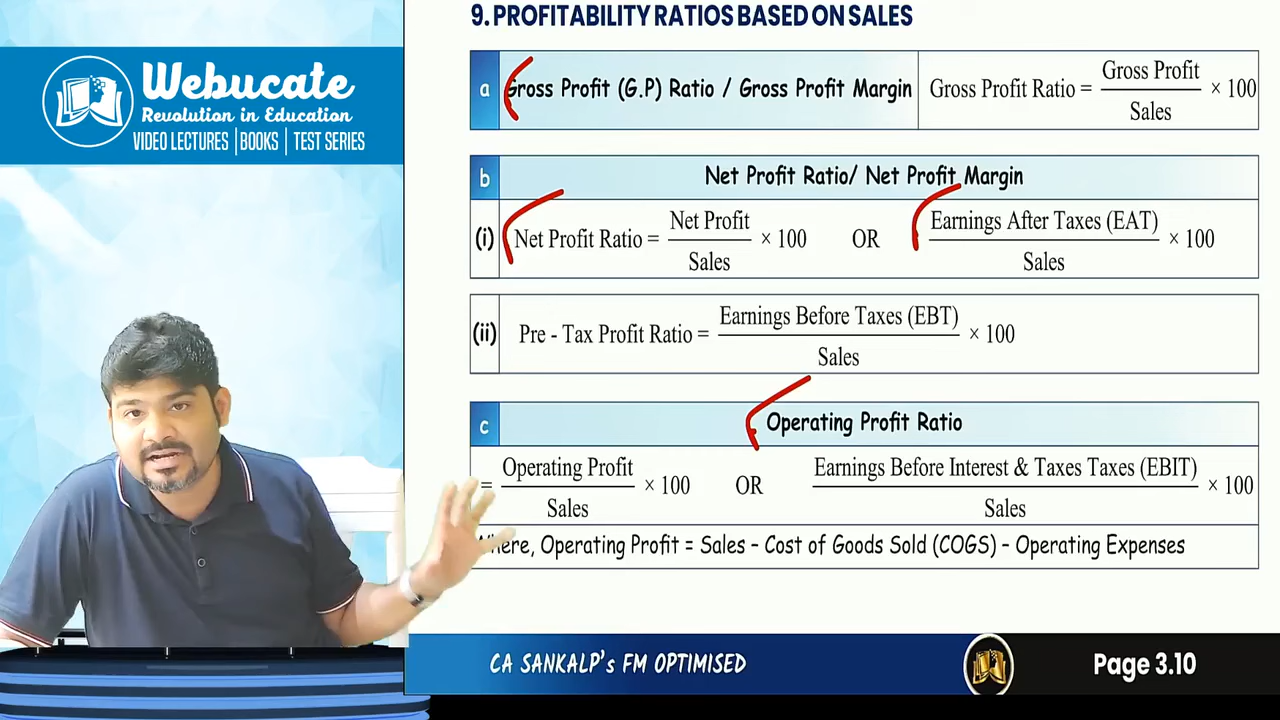 9. PROFITABILITY RATIOS BASED ON SALES
Webucate
Revolution in Education
VIDEO LECTURES | BOOKS | TEST SERIES
a Gross Profit (G.P) Ratio / Gross Profit Margin Gross Profit Ratio = Gross Profit / Sales × 100
b Net Profit Ratio/ Net Profit Margin
(i) Net Profit Ratio = Net Profit / Sales × 100 OR Earnings After Taxes (EAT) / Sales × 100
(ii) Pre - Tax Profit Ratio = Earnings Before Taxes (EBT) / Sales × 100
c Operating Profit Ratio
= Operating Profit / Sales × 100 OR Earnings Before Interest & Taxes Taxes (EBIT) / Sales × 100
Where, Operating Profit = Sales – Cost of Goods Sold (COGS) – Operating Expenses
CA SANKALP's FM OPTIMISED
Page 3.10